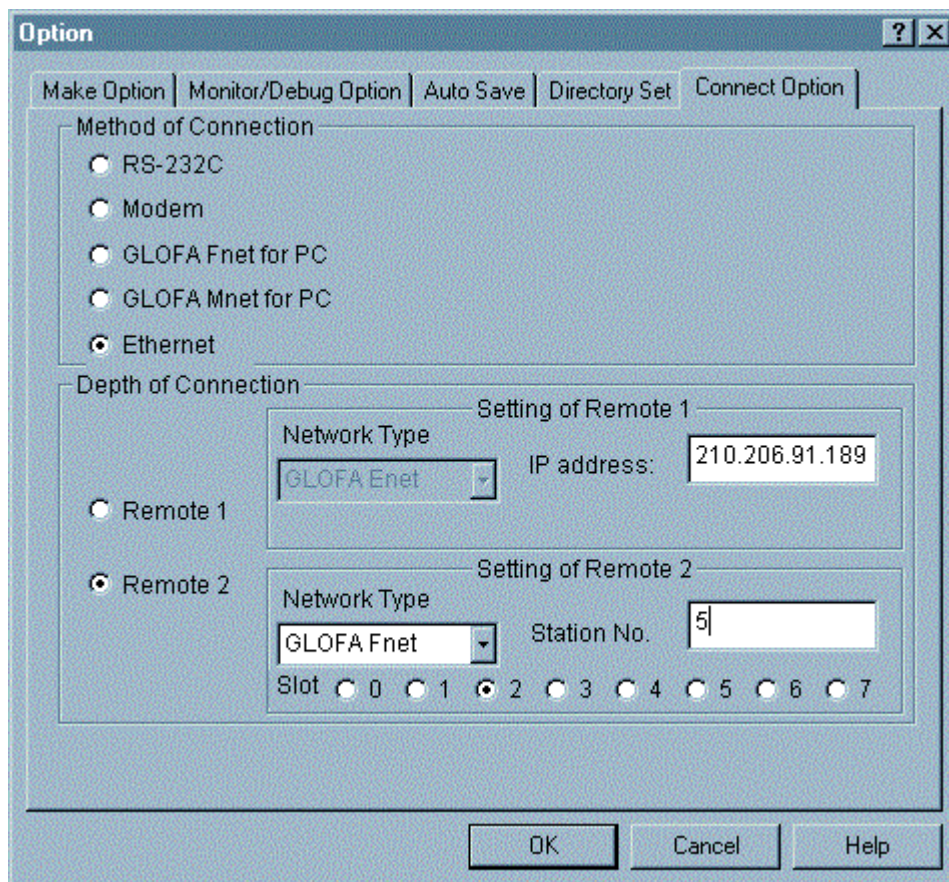 Option
Make Option Monitor/Debug Option Auto Save Directory Set Connect Option
Method of Connection
RS-232C
Modem
GLOFA Fnet for PC
GLOFA Mnet for PC
Ethernet
Depth of Connection
Remote 1
Remote 2
Setting of Remote 1
Network Type
GLOFA Enet
IP address:
210.206.91.189
Setting of Remote 2
Network Type
GLOFA Fnet
Station No.
5
Slot 0 1 2 3 4 5 6 7
OK Cancel Help